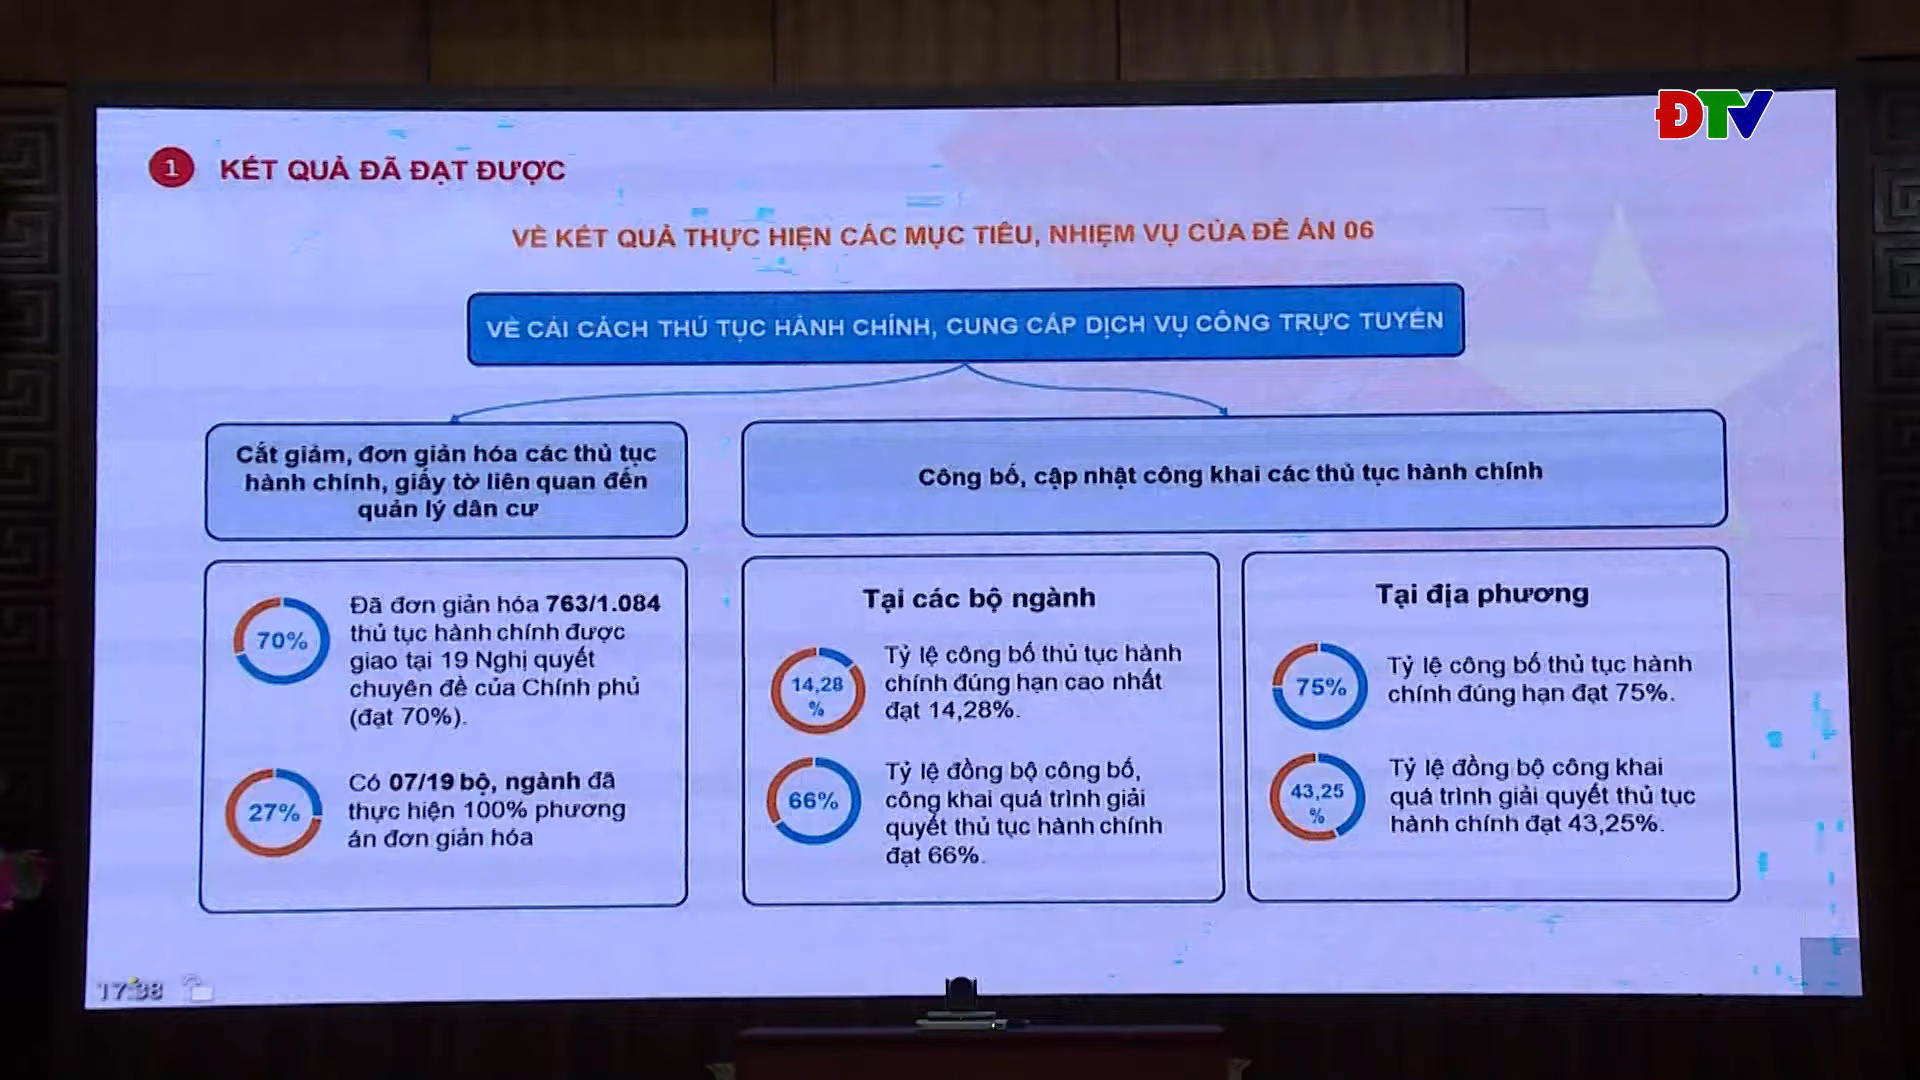 ĐTV
1 KẾT QUẢ ĐÃ ĐẠT ĐƯỢC
VỀ KẾT QUẢ THỰC HIỆN CÁC MỤC TIÊU, NHIỆM VỤ CỦA ĐỀ ÁN 06
VỀ CẢI CÁCH THỦ TỤC HÀNH CHÍNH, CUNG CẤP DỊCH VỤ CÔNG TRỰC TUYẾN
Cắt giảm, đơn giản hóa các thủ tục
hành chính, giấy tờ liên quan đến
quản lý dân cư
70%
Đã đơn giản hóa 763/1.084
thủ tục hành chính được
giao tại 19 Nghị quyết
chuyên đề của Chính phủ
(đạt 70%).
27%
Có 07/19 bộ, ngành đã
thực hiện 100% phương
án đơn giản hóa
Công bố, cập nhật công khai các thủ tục hành chính
Tại các bộ ngành
14,28
%
Tỷ lệ công bố thủ tục hành
chính đúng hạn cao nhất
đạt 14,28%.
66%
Tỷ lệ đồng bộ công bố,
công khai quá trình giải
quyết thủ tục hành chính
đạt 66%.
Tại địa phương
75%
Tỷ lệ công bố thủ tục hành
chính đúng hạn đạt 75%.
43,25
%
Tỷ lệ đồng bộ công khai
quá trình giải quyết thủ tục
hành chính đạt 43,25%.
17:38